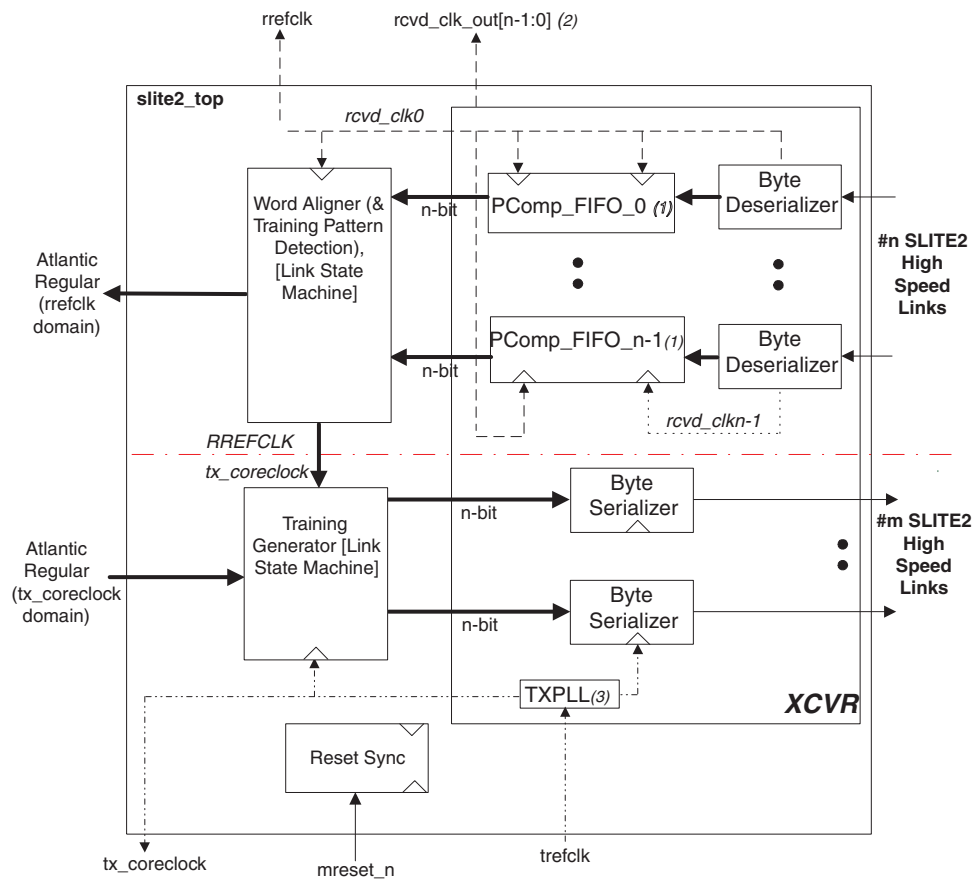 rrefclk
rcvd_clk_out[n-1:0] (2)
slite2_top
rcvd_clk0
Word Aligner (&
Training Pattern
Detection),
[Link State
Machine]
n-bit
PComp_FIFO_0 (1)
Byte
Deserializer
#n SLITE2
High
Speed
Links
Atlantic
Regular
(rrefclk
domain)
n-bit
PComp_FIFO_n-1(1)
Byte
Deserializer
rcvd_clkn-1
RREFCLK
tx_coreclock
Training
Generator [Link
State Machine]
n-bit
Byte
Serializer
#m SLITE2
High
Speed
Links
Atlantic
Regular
(tx_coreclock
domain)
n-bit
Byte
Serializer
TXPLL(3)
XCVR
Reset Sync
tx_coreclock
mreset_n
trefclk